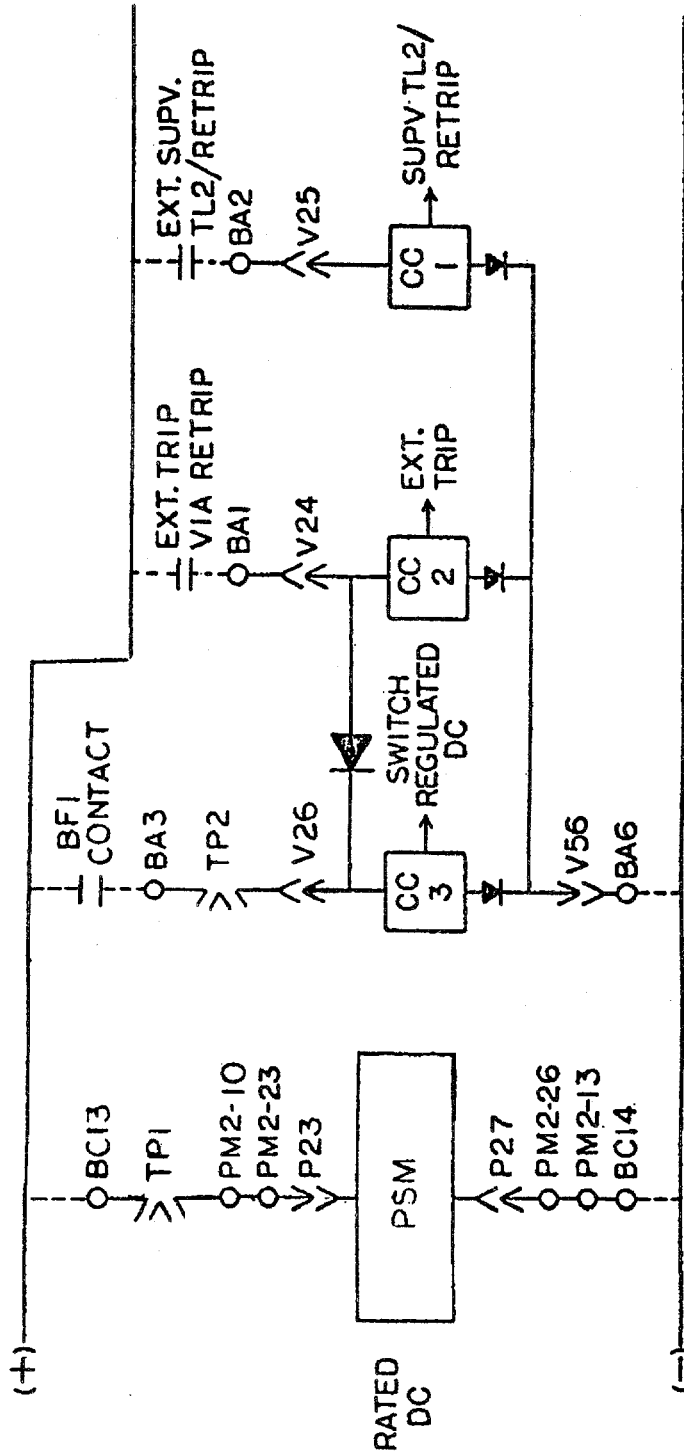 (+)
BC13
TP1
PM2-10
PM2-23
P23
RATED
DC
PSM
P27
PM2-26
PM2-13
BC14
(-)
BF1
CONTACT
BA3
TP2
V26
CC
3
SWITCH
REGULATED
DC
V56
BA6
EXT. TRIP
VIA RETRIP
BA1
V24
CC
2
EXT.
TRIP
EXT. SUPV.
TL2/RETRIP
BA2
V25
CC
1
SUPV. TL2/
RETRIP